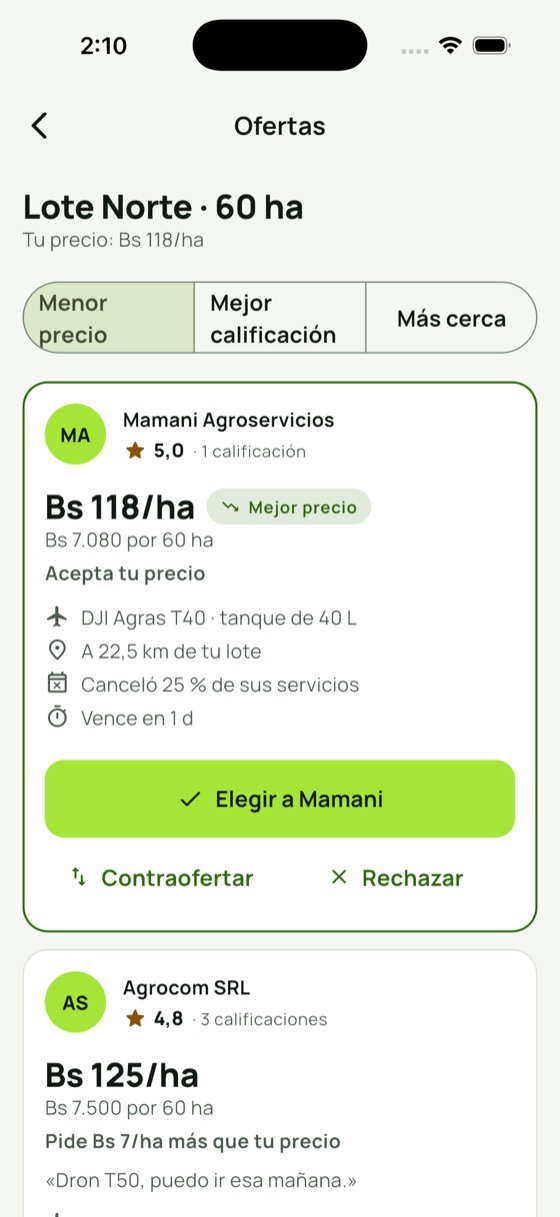 2:10
Ofertas
Lote Norte · 60 ha
Tu precio: Bs 118/ha
Menor
precio
Mejor
calificación
Más cerca
MA
Mamani Agroservicios
5,0 · 1 calificación
Bs 118/ha
Mejor precio
Bs 7.080 por 60 ha
Acepta tu precio
DJI Agras T40 · tanque de 40 L
A 22,5 km de tu lote
Canceló 25 % de sus servicios
Vence en 1 d
Elegir a Mamani
Contraofertar
Rechazar
AS
Agrocom SRL
4,8 · 3 calificaciones
Bs 125/ha
Bs 7.500 por 60 ha
Pide Bs 7/ha más que tu precio
«Dron T50, puedo ir esa mañana.»